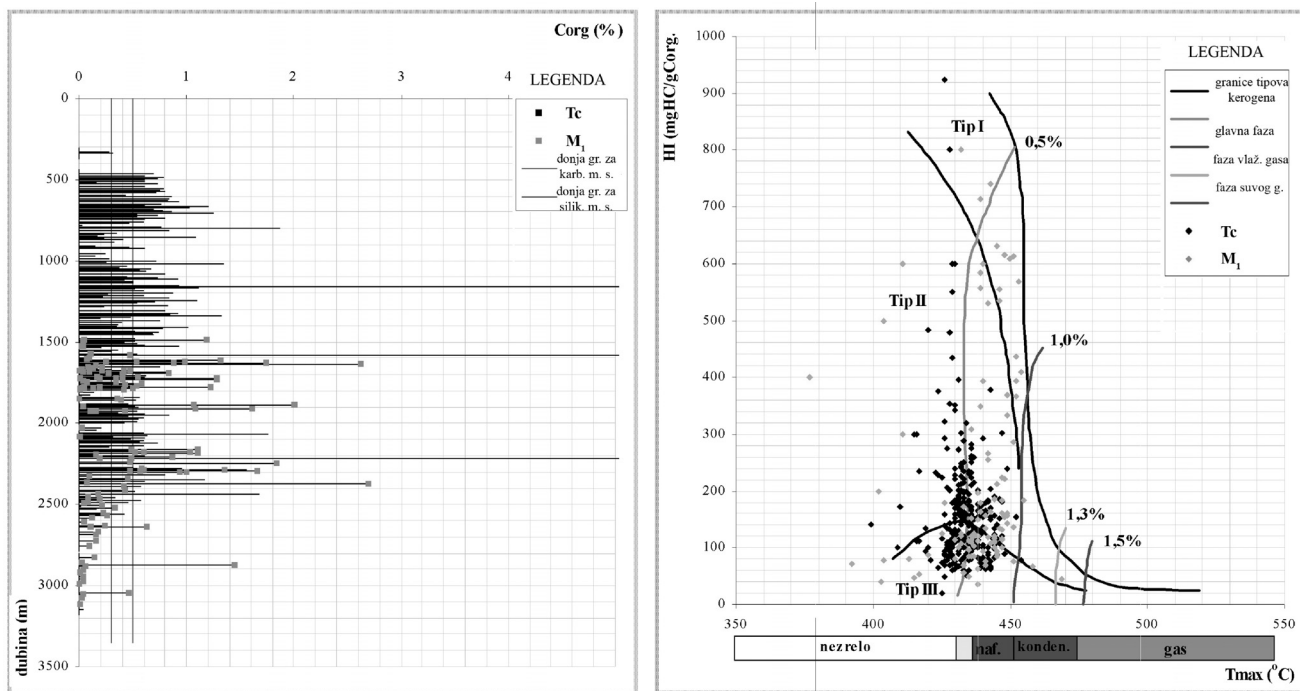 Corg (%)
0 1 2 3 4
0
500
1000
1500
2000
2500
3000
3500
dubina (m)
LEGENDA
Tc
M1
donja gr. za
karb. m. s.
donja gr. za
silik. m. s.
HI (mgHC/gCorg.
1000
900
800
700
600
500
400
300
200
100
0
350 400 450 500 550
Tip I
Tip II
Tip III
0,5%
1,0%
1,3%
1,5%
LEGENDA
granice tipova
kerogena
glavna faza
faza vlaž. gasa
faza suvog g.
Tc
M1
nezrelo naf. konden. gas
Tmax (°C)